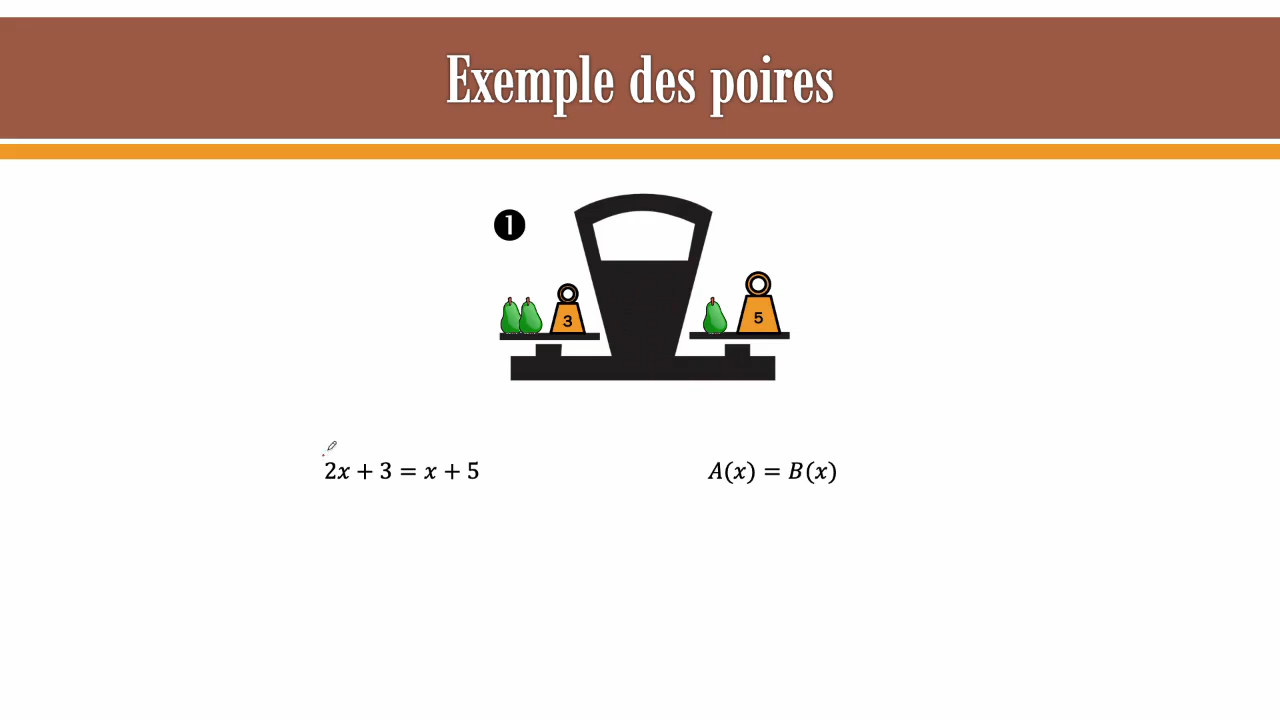 Exemple des poires
❶
3
5
2x + 3 = x + 5
A(x) = B(x)